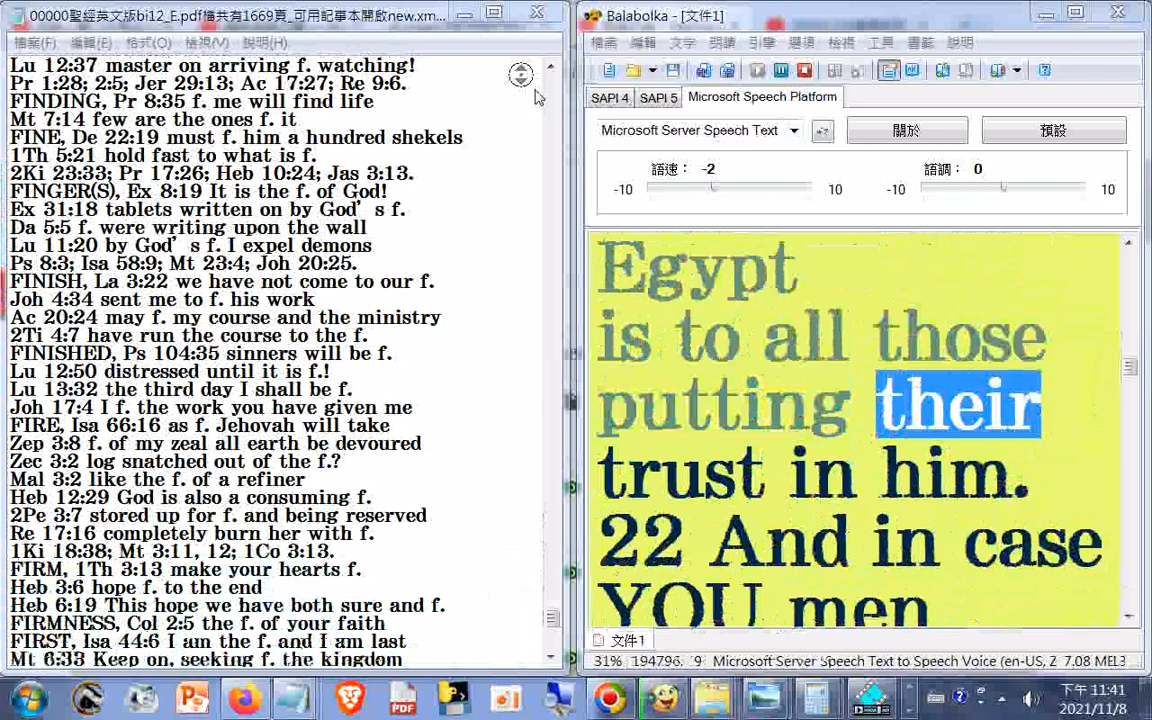 00000聖經英文版bi12_E.pdf檔共有1669頁_可用記事本開啟new.xm...
檔案(F) 編輯(E) 格式(O) 檢視(V) 說明(H)
Lu 12:37 master on arriving f. watching!
Pr 1:28; 2:5; Jer 29:13; Ac 17:27; Re 9:6.
FINDING, Pr 8:35 f. me will find life
Mt 7:14 few are the ones f. it
FINE, De 22:19 must f. him a hundred shekels
1Th 5:21 hold fast to what is f.
2Ki 23:33; Pr 17:26; Heb 10:24; Jas 3:13.
FINGER(S), Ex 8:19 It is the f. of God!
Ex 31:18 tablets written on by God’s f.
Da 5:5 f. were writing upon the wall
Lu 11:20 by God’s f. I expel demons
Ps 8:3; Isa 58:9; Mt 23:4; Joh 20:25.
FINISH, La 3:22 we have not come to our f.
Joh 4:34 sent me to f. his work
Ac 20:24 may f. my course and the ministry
2Ti 4:7 have run the course to the f.
FINISHED, Ps 104:35 sinners will be f.
Lu 12:50 distressed until it is f.!
Lu 13:32 the third day I shall be f.
Joh 17:4 I f. the work you have given me
FIRE, Isa 66:16 as f. Jehovah will take
Zep 3:8 f. of my zeal all earth be devoured
Zec 3:2 log snatched out of the f.?
Mal 3:2 like the f. of a refiner
Heb 12:29 God is also a consuming f.
2Pe 3:7 stored up for f. and being reserved
Re 17:16 completely burn her with f.
1Ki 18:38; Mt 3:11, 12; 1Co 3:13.
FIRM, 1Th 3:13 make your hearts f.
Heb 3:6 hope f. to the end
Heb 6:19 This hope we have both sure and f.
FIRMNESS, Col 2:5 the f. of your faith
FIRST, Isa 44:6 I am the f. and I am last
Mt 6:33 Keep on, seeking f. the kingdom
Balabolka - [文件1]
檔案 編輯 文字 朗讀 引擎 選項 檢視 工具 書籤 說明
SAPI 4 SAPI 5 Microsoft Speech Platform
Microsoft Server Speech Text 關於 預設
語速: -2 語調: 0
-10 10 -10 10
Egypt
is to all those
putting their
trust in him.
22 And in case
YOU men
文件1
31% Microsoft Server Speech Text to Speech Voice (en-US, Z
下午 11:41
2021/11/8